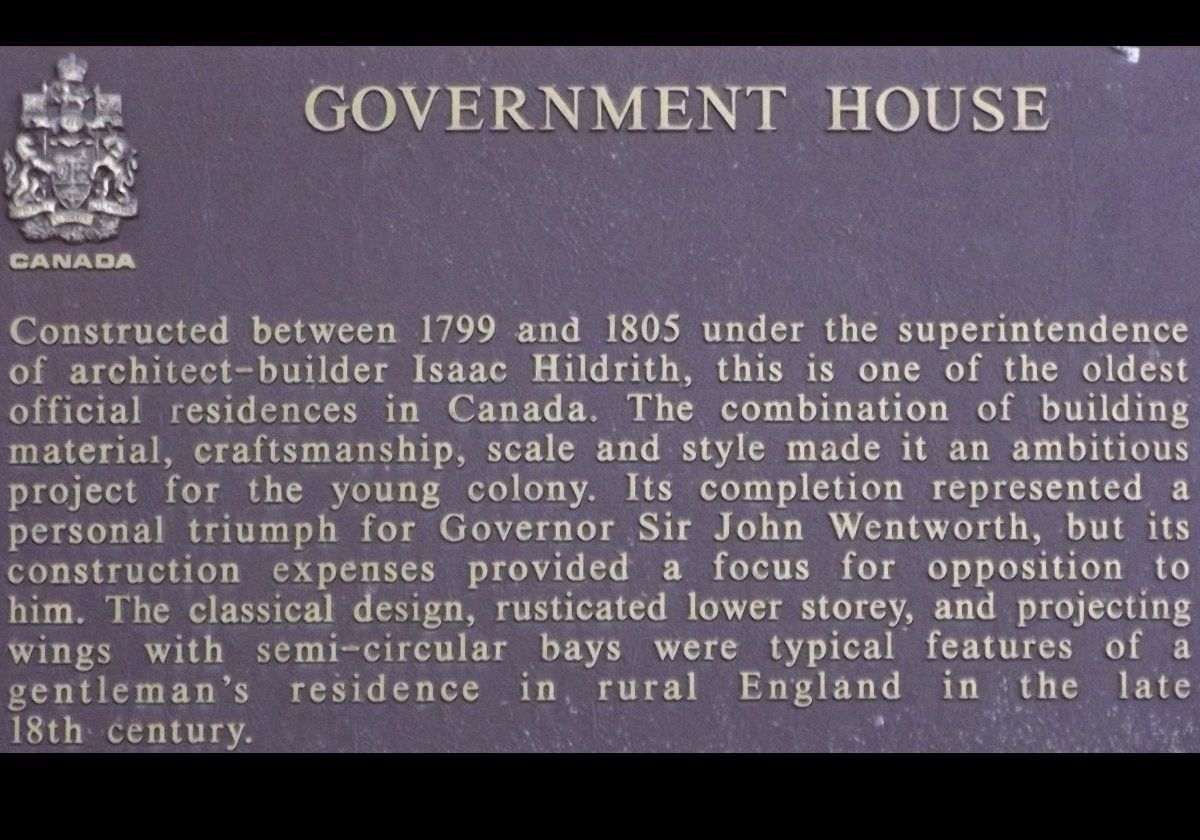 GOVERNMENT HOUSE
CANADA
Constructed between 1799 and 1805 under the superintendence
of architect-builder Isaac Hildrith, this is one of the oldest
official residences in Canada. The combination of building
material, craftsmanship, scale and style made it an ambitious
project for the young colony. Its completion represented a
personal triumph for Governor Sir John Wentworth, but its
construction expenses provided a focus for opposition to
him. The classical design, rusticated lower storey, and projecting
wings with semi-circular bays were typical features of a
gentleman's residence in rural England in the late
18th century.